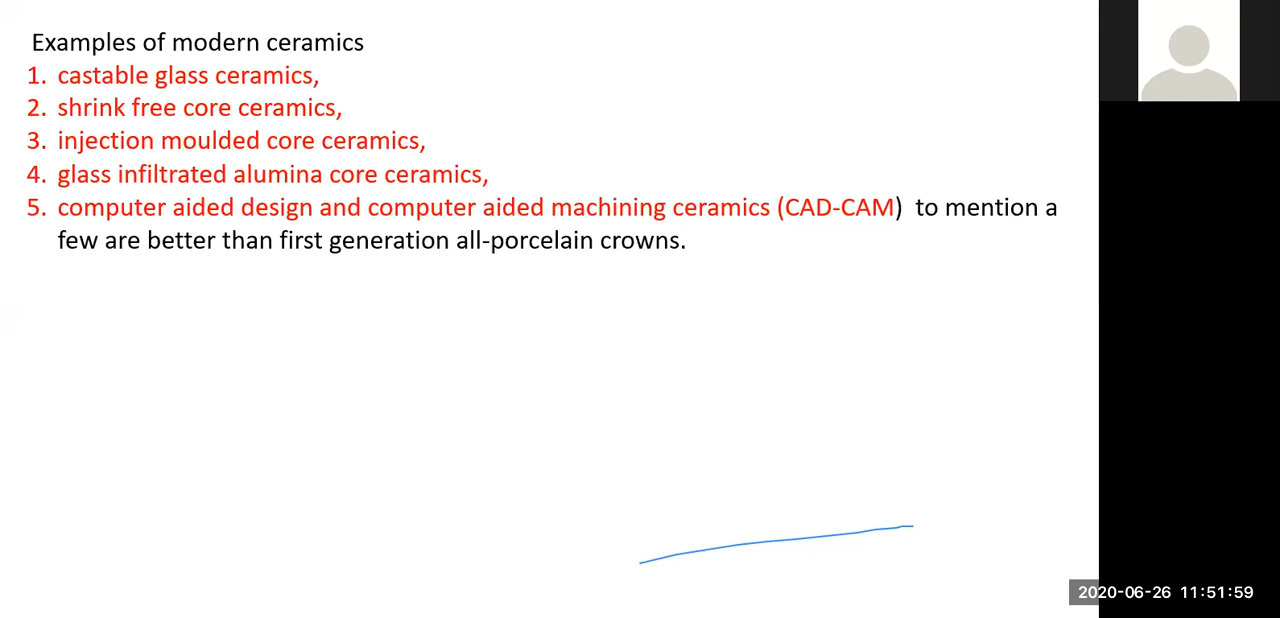 Examples of modern ceramics
1. castable glass ceramics,
2. shrink free core ceramics,
3. injection moulded core ceramics,
4. glass infiltrated alumina core ceramics,
5. computer aided design and computer aided machining ceramics (CAD-CAM) to mention a
few are better than first generation all-porcelain crowns.
2020-06-26 11:51:59